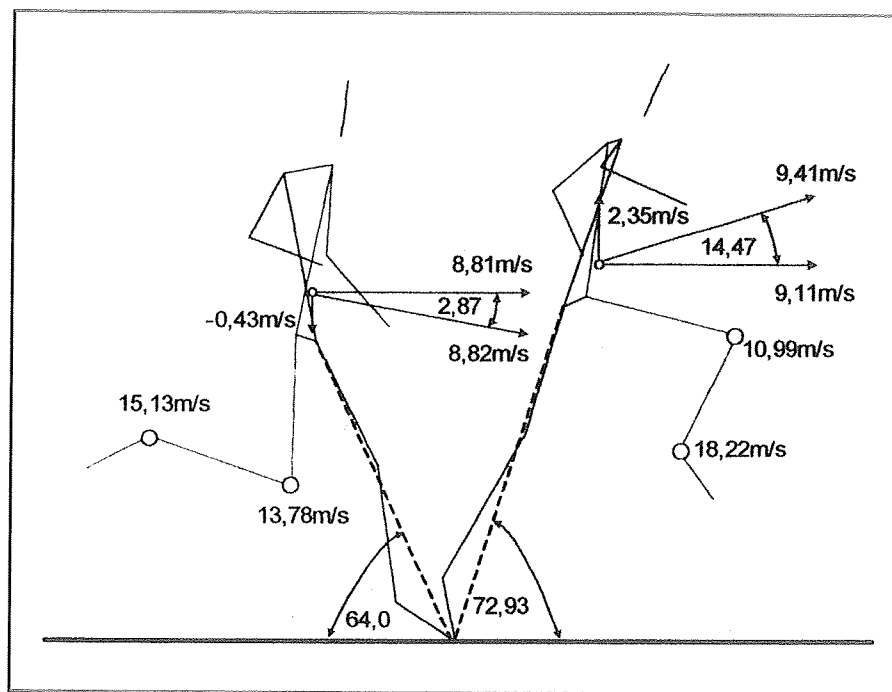 9,41m/s
2,35m/s
14,47
8,81m/s
9,11m/s
2,87
-0,43m/s
8,82m/s
10,99m/s
15,13m/s
18,22m/s
13,78m/s
64,0
72,93